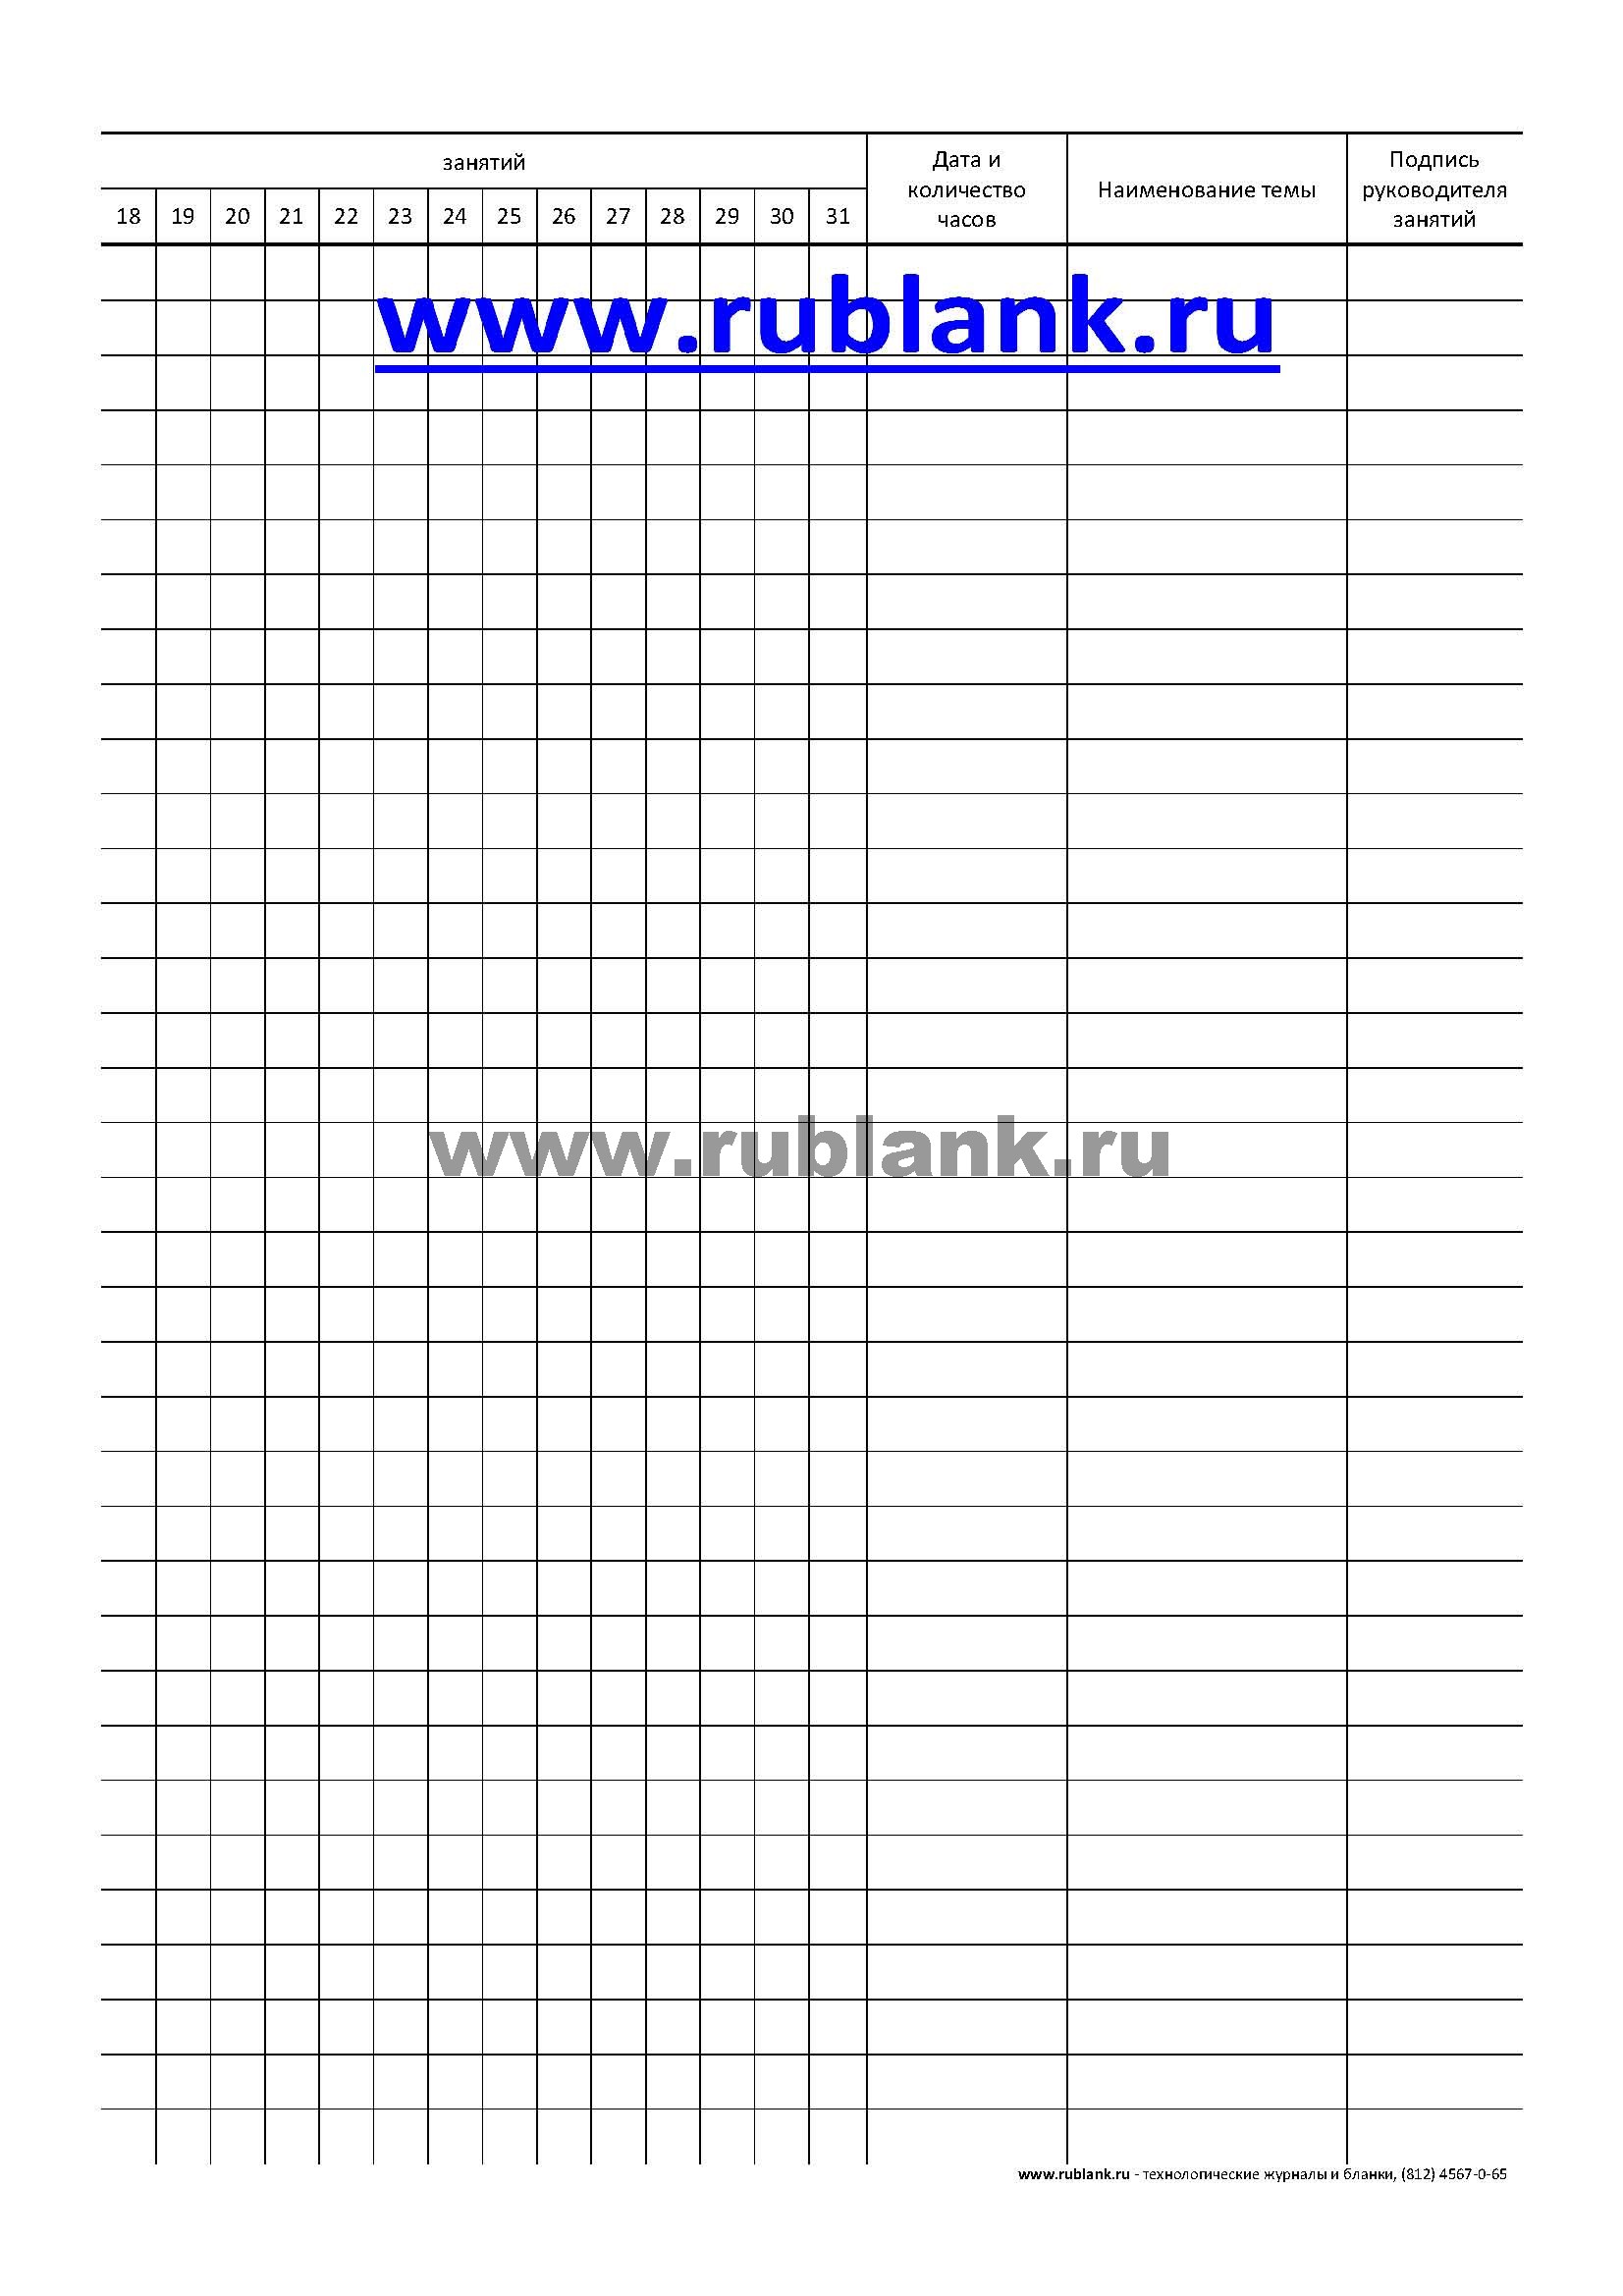 занятий
Дата и
количество
часов
Наименование темы
Подпись
руководителя
занятий
18 19 20 21 22 23 24 25 26 27 28 29 30 31
www.rublank.ru
www.rublank.ru
www.rublank.ru - технологические журналы и бланки, (812) 4567-0-65